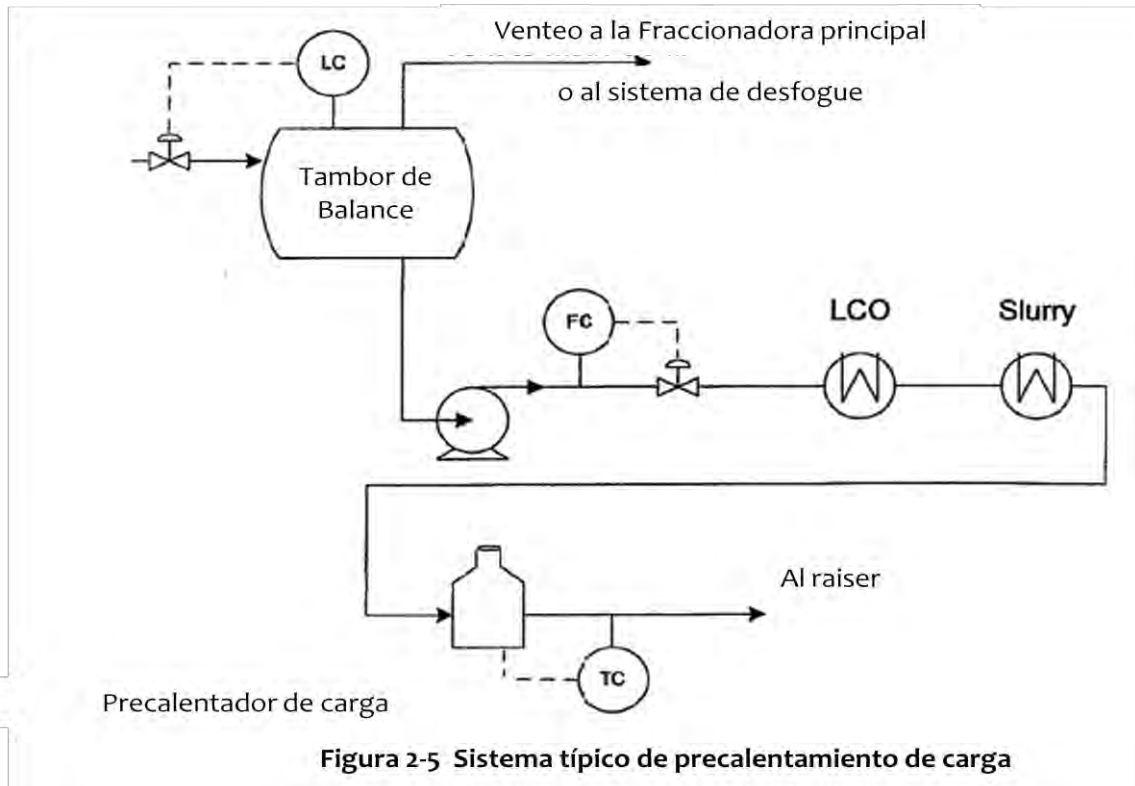 Venteo a la Fraccionadora principal
o al sistema de desfogue
LC
Tambor de
Balance
FC
LCO
Slurry
Al raiser
TC
Precalentador de carga
Figura 2-5 Sistema típico de precalentamiento de carga